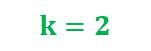 k = 2